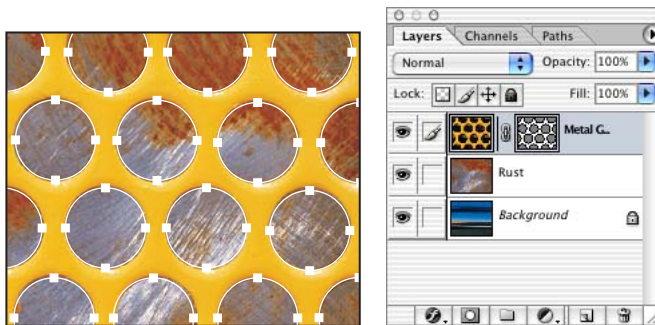 Layers Channels Paths
Normal Opacity: 100%
Lock: Fill: 100%
Metal G...
Rust
Background